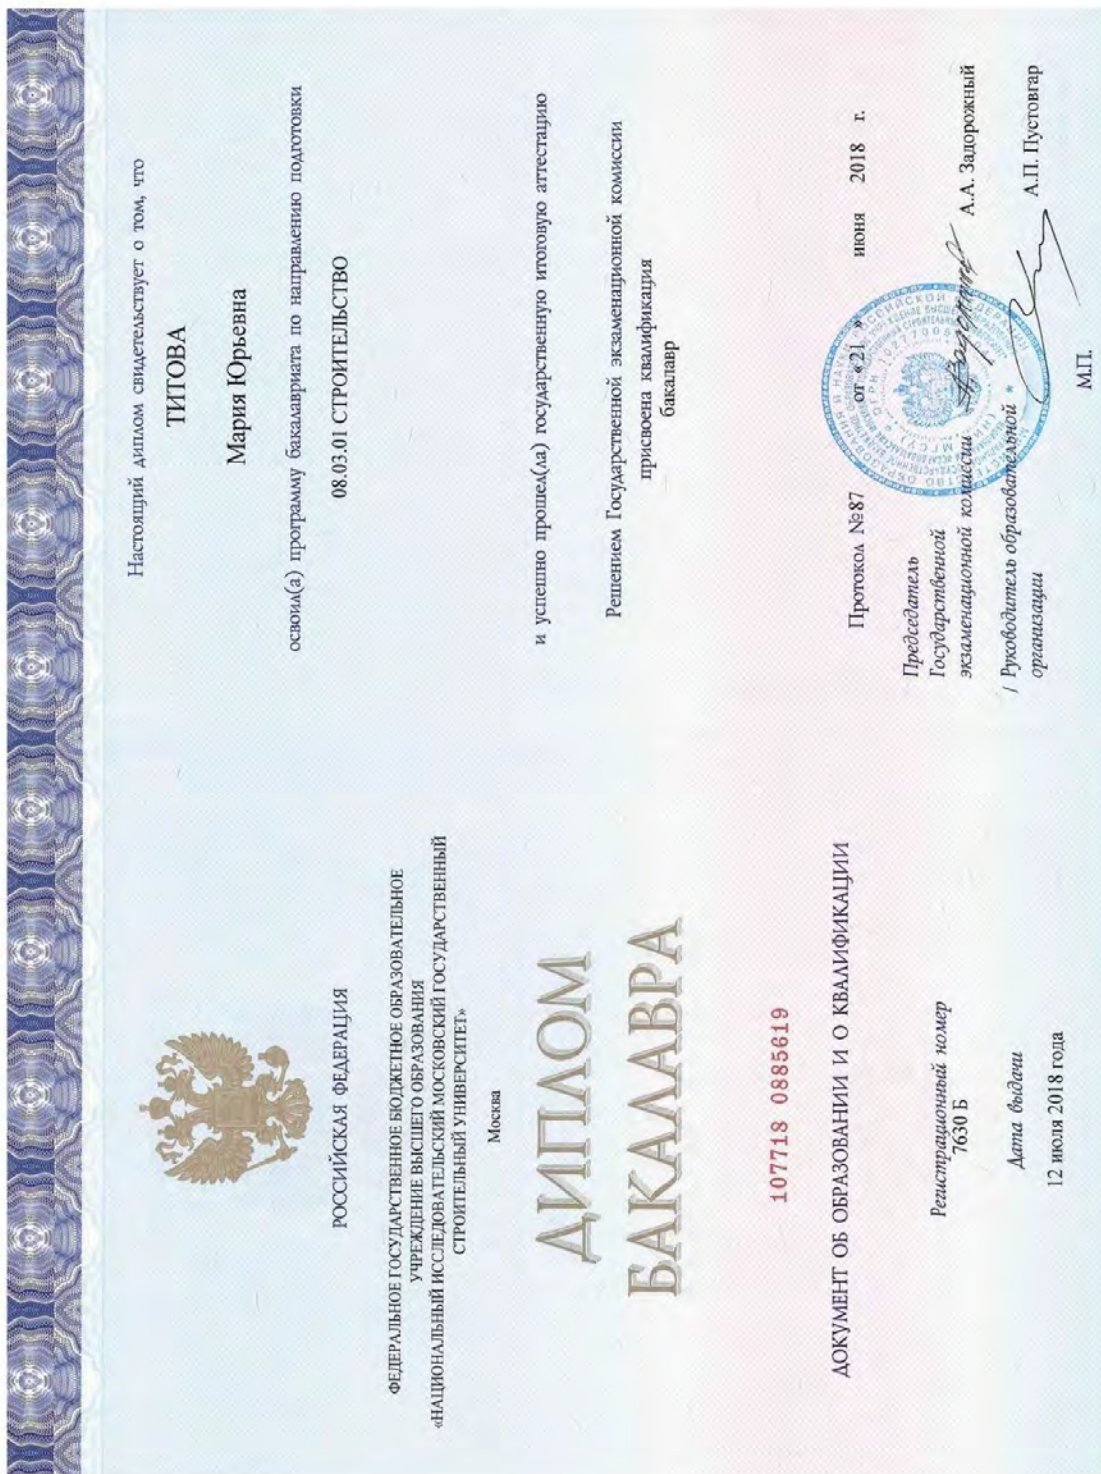 РОССИЙСКАЯ ФЕДЕРАЦИЯ
ФЕДЕРАЛЬНОЕ ГОСУДАРСТВЕННОЕ БЮДЖЕТНОЕ ОБРАЗОВАТЕЛЬНОЕ
УЧРЕЖДЕНИЕ ВЫСШЕГО ОБРАЗОВАНИЯ
«НАЦИОНАЛЬНЫЙ ИССЛЕДОВАТЕЛЬСКИЙ МОСКОВСКИЙ ГОСУДАРСТВЕННЫЙ
СТРОИТЕЛЬНЫЙ УНИВЕРСИТЕТ»
Москва
ДИПЛОМ
БАКАЛАВРА
107718 0885619
ДОКУМЕНТ ОБ ОБРАЗОВАНИИ И О КВАЛИФИКАЦИИ
Регистрационный номер
7630 Б
Дата выдачи
12 июля 2018 года
Настоящий диплом свидетельствует о том, что
ТИТОВА
Мария Юрьевна
освоил(а) программу бакалавриата по направлению подготовки
08.03.01 СТРОИТЕЛЬСТВО
и успешно прошел(ла) государственную итоговую аттестацию
Решением Государственной экзаменационной комиссии
присвоена квалификация
бакалавр
Протокол №87 от «21» июня 2018 г.
Председатель
Государственной
экзаменационной комиссии А.А. Задорожный
/ Руководитель образовательной А.П. Пустовгар
организации
М.П.